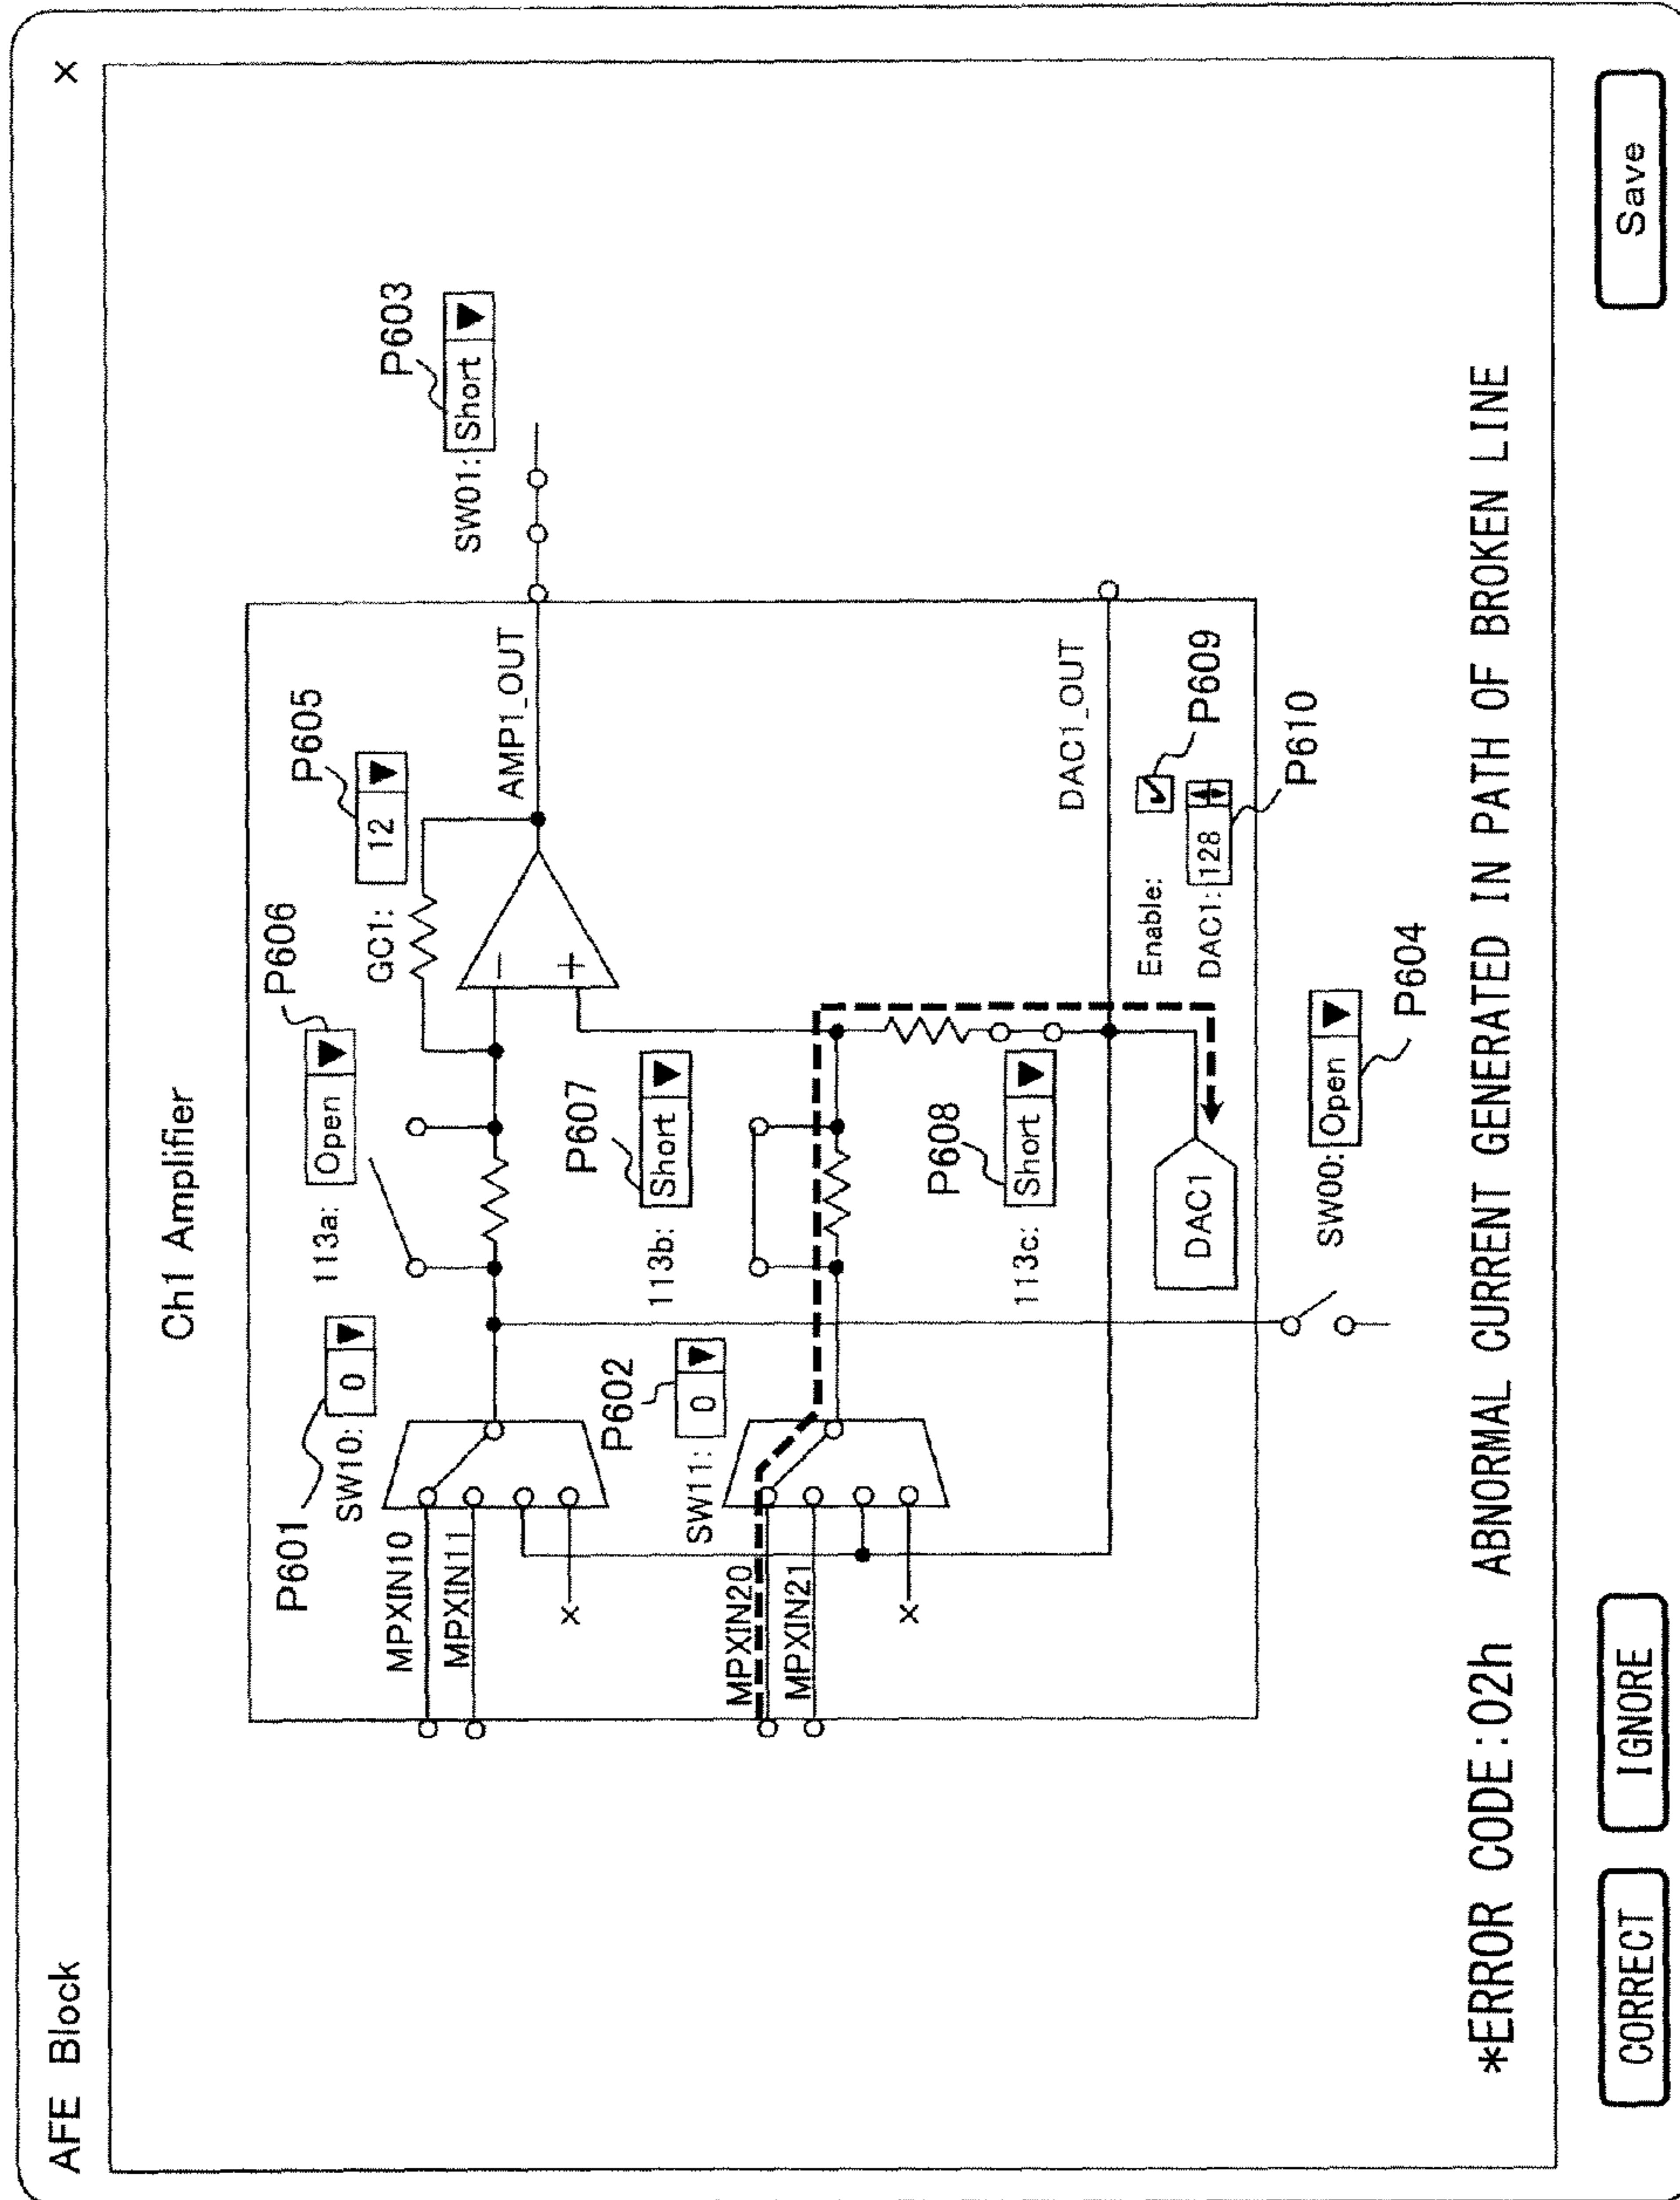 AFE Block
×
Ch1 Amplifier
P601
SW10: 0 ▼
113a: Open ▼
P606
GC1: 12 ▼
P605
MPXIN10
MPXIN11
×
AMP1_OUT
−
+
SW01: Short ▼
P603
P602
SW11: 0 ▼
P607
113b: Short ▼
MPXIN20
MPXIN21
×
P608
113c: Short ▼
DAC1_OUT
Enable: ✓
P609
DAC1: 128
P610
DAC1
SW00: Open ▼
P604
*ERROR CODE:02h ABNORMAL CURRENT GENERATED IN PATH OF BROKEN LINE
CORRECT
IGNORE
Save